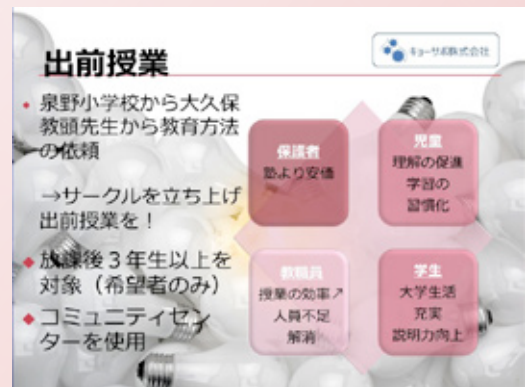 出前授業
キョーサポ株式会社
泉野小学校から大久保
教頭先生から教育方法
の依頼
→サークルを立ち上げ
出前授業を！
放課後３年生以上を
対象（希望者のみ）
コミュニティセン
ターを使用
保護者
塾より安価
児童
理解の促進
学習の
習慣化
教職員
授業の効率↗
人員不足
解消
学生
大学生活
充実
説明力向上